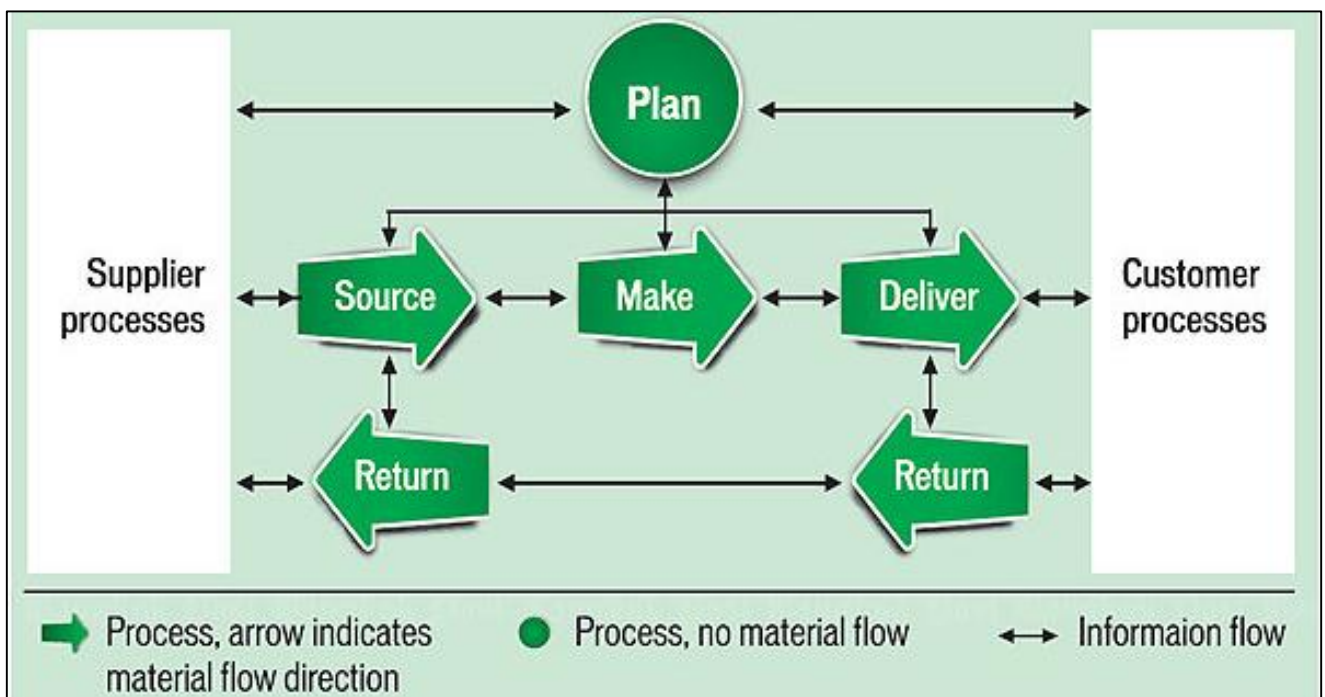 Plan
Supplier
processes
Source
Make
Deliver
Customer
processes
Return
Return
Process, arrow indicates
material flow direction
Process, no material flow
Informaion flow